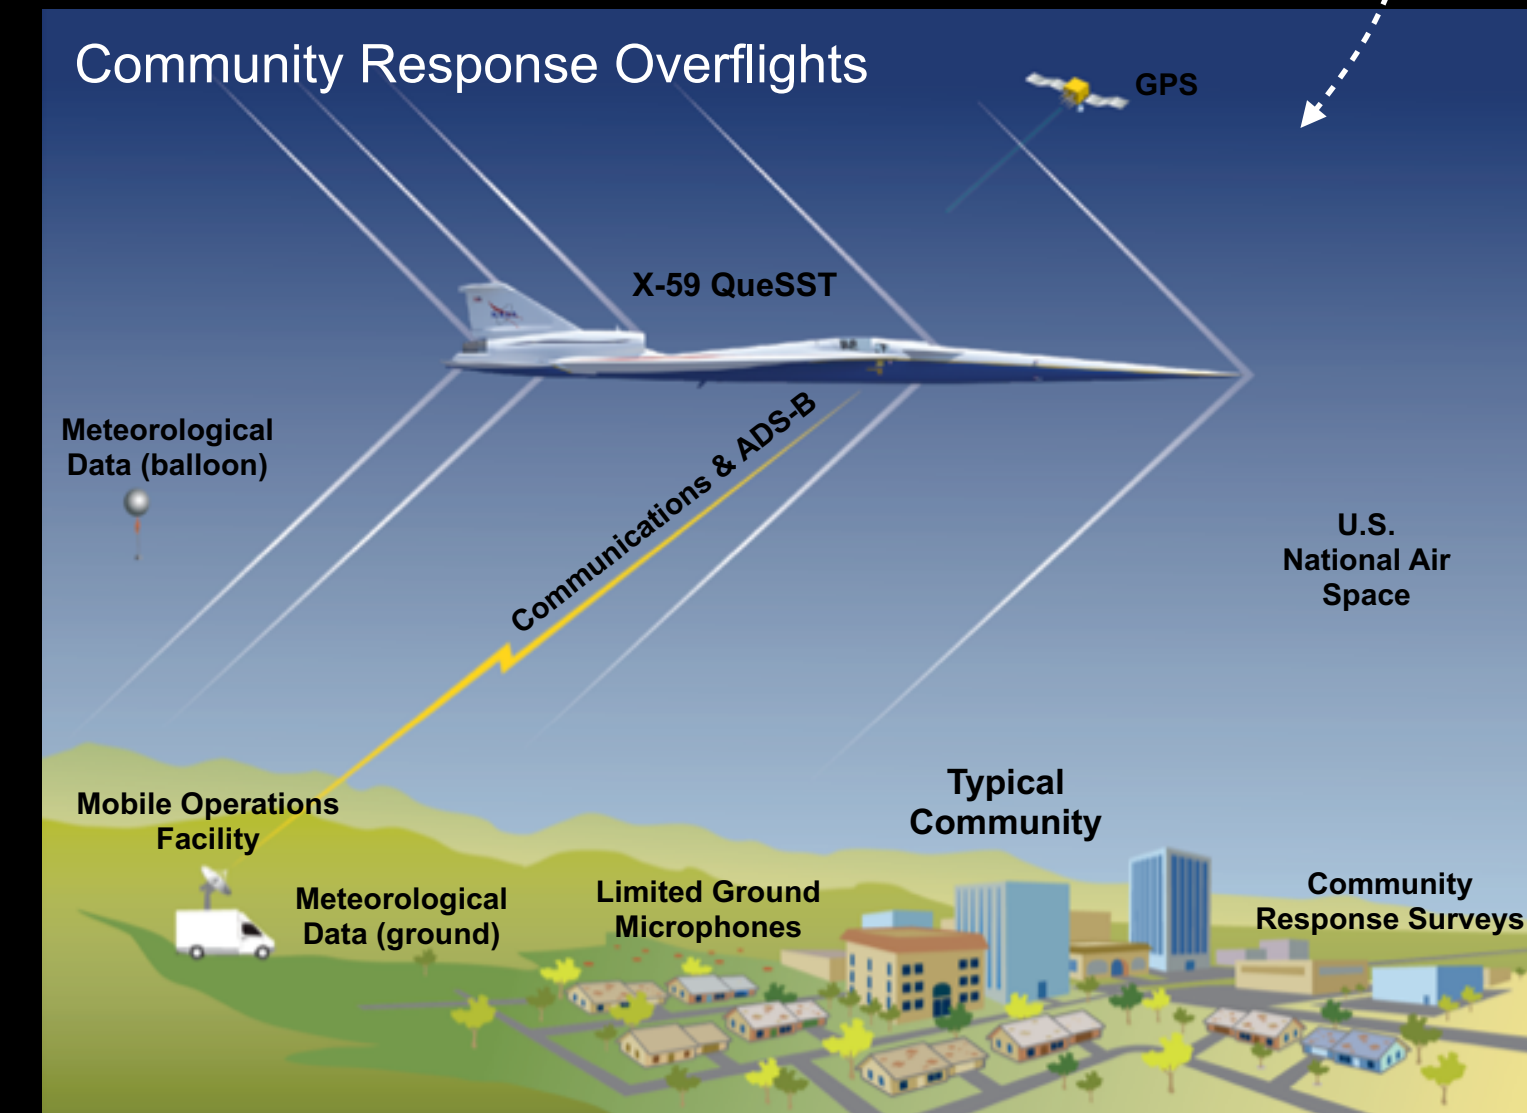 Community Response Overflights
GPS
X-59 QueSST
Meteorological
Data (balloon)
Communications & ADS-B
U.S.
National Air
Space
Typical
Community
Mobile Operations
Facility
Meteorological
Data (ground)
Limited Ground
Microphones
Community
Response Surveys
NASA